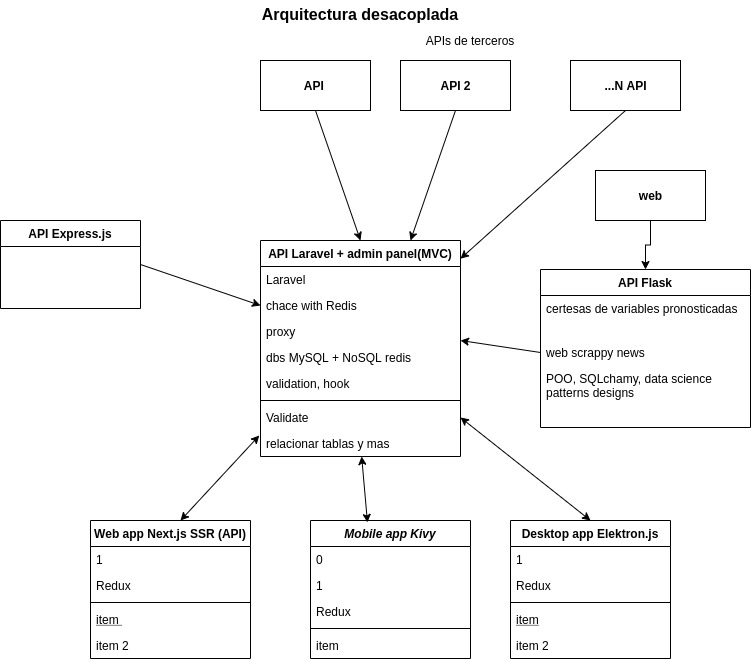 Arquitectura desacoplada
APIs de terceros
API
API 2
...N API
web
API Express.js
API Laravel + admin panel(MVC)
Laravel
chace with Redis
proxy
dbs MySQL + NoSQL redis
validation, hook
Validate
relacionar tablas y mas
API Flask
certesas de variables pronosticadas
web scrappy news
POO, SQLchamy, data science
patterns designs
Web app Next.js SSR (API)
1
Redux
item
item 2
Mobile app Kivy
0
1
Redux
item
Desktop app Elektron.js
1
Redux
item
item 2